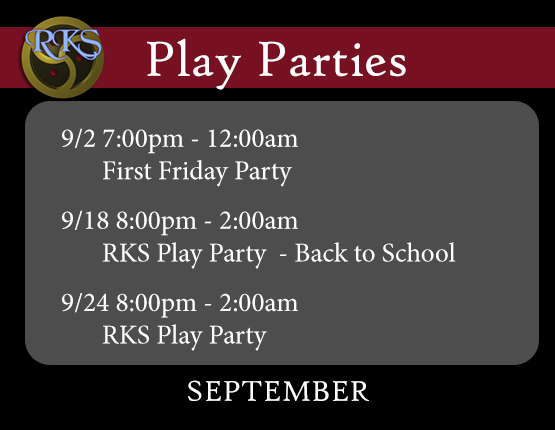 RKS
Play Parties
9/2 7:00pm - 12:00am
First Friday Party
9/18 8:00pm - 2:00am
RKS Play Party - Back to School
9/24 8:00pm - 2:00am
RKS Play Party
SEPTEMBER